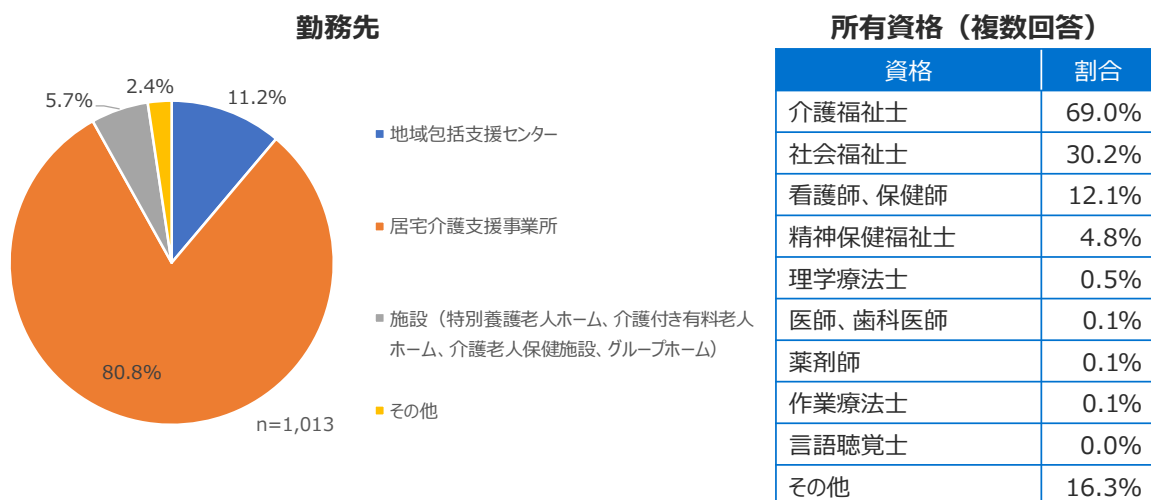 勤務先
2.4%
11.2%
5.7%
80.8%
n=1,013
地域包括支援センター
居宅介護支援事業所
施設（特別養護老人ホーム、介護付き有料老人
ホーム、介護老人保健施設、グループホーム）
その他
所有資格（複数回答）
資格 割合
介護福祉士 69.0%
社会福祉士 30.2%
看護師、保健師 12.1%
精神保健福祉士 4.8%
理学療法士 0.5%
医師、歯科医師 0.1%
薬剤師 0.1%
作業療法士 0.1%
言語聴覚士 0.0%
その他 16.3%